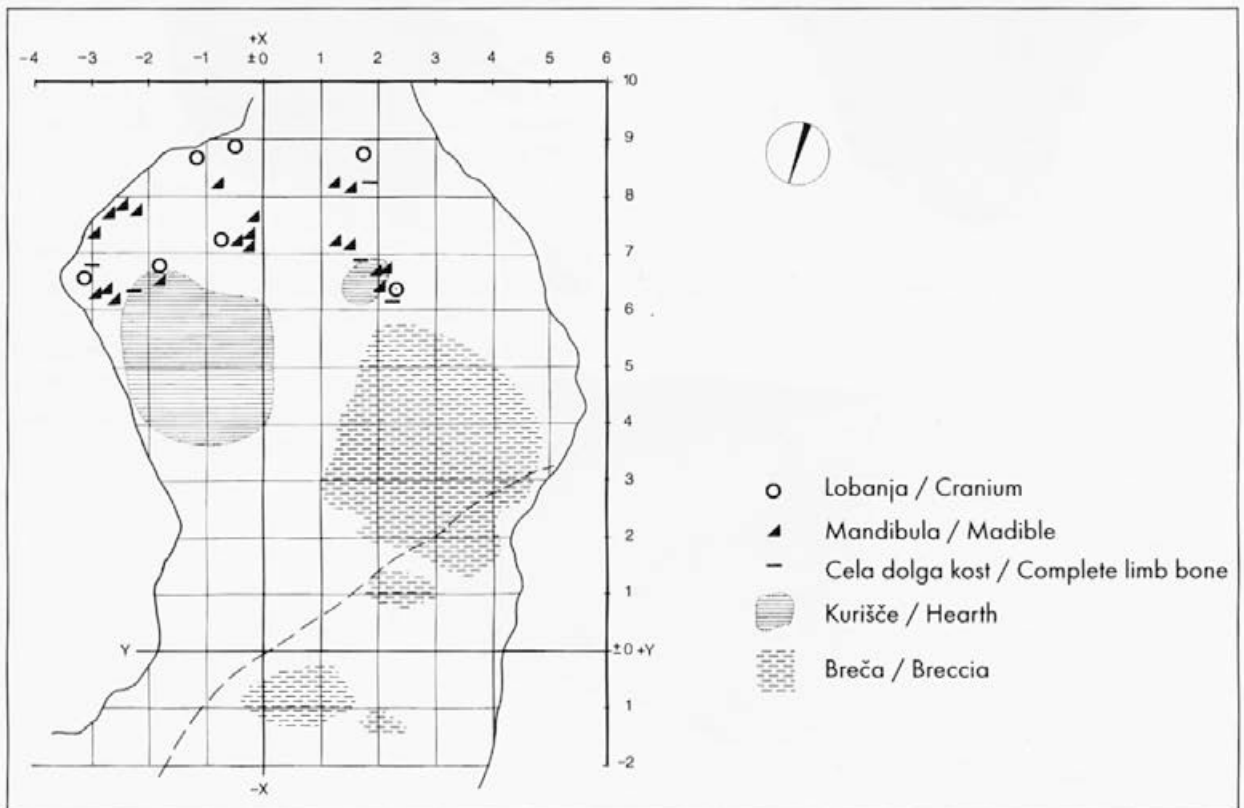 +X
-4 -3 -2 -1 ±0 1 2 3 4 5 6
10
9
8
7
6
5
4
3
2
1
Y ±0 +Y
1
-2
-X
Lobanja / Cranium
Mandibula / Madible
Cela dolga kost / Complete limb bone
Kurišče / Hearth
Breča / Breccia